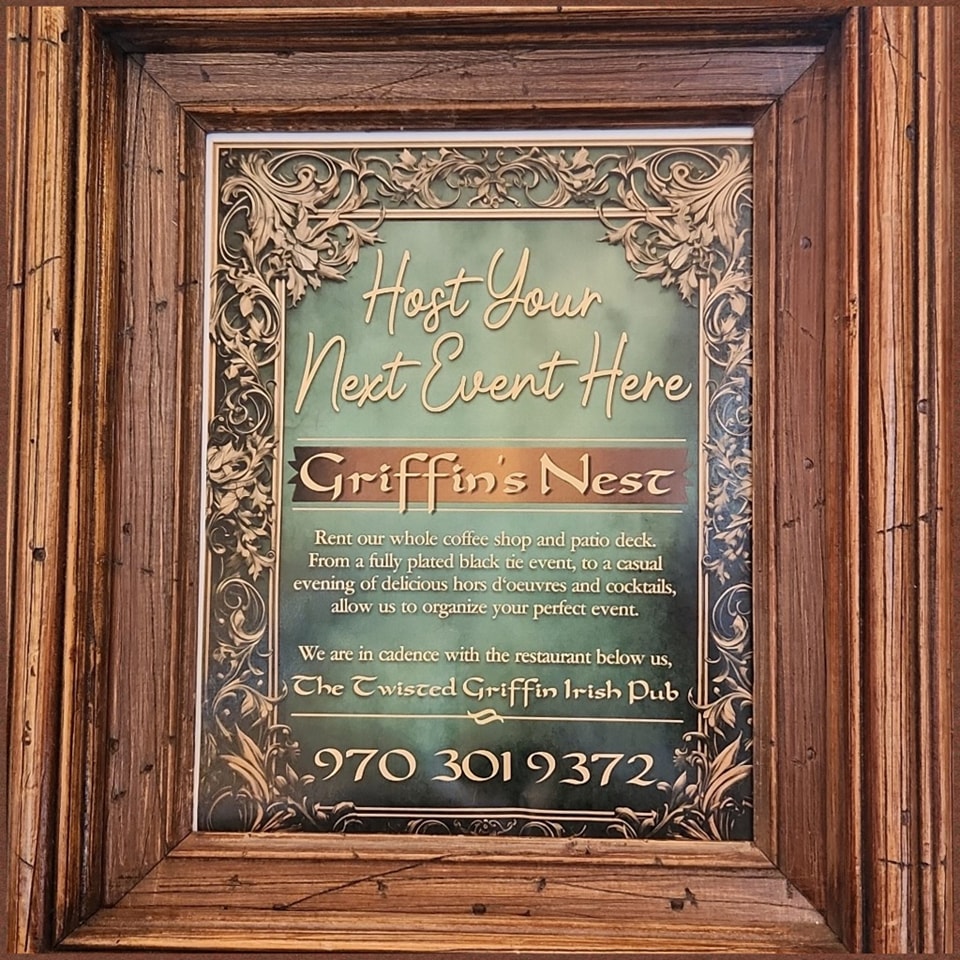 Host Your
Next Event Here
Griffin's Nest
Rent our whole coffee shop and patio deck.
From a fully plated black tie event, to a casual
evening of delicious hors d'oeuvres and cocktails,
allow us to organize your perfect event.
We are in cadence with the restaurant below us,
The Twisted Griffin Irish Pub
970 301 9372